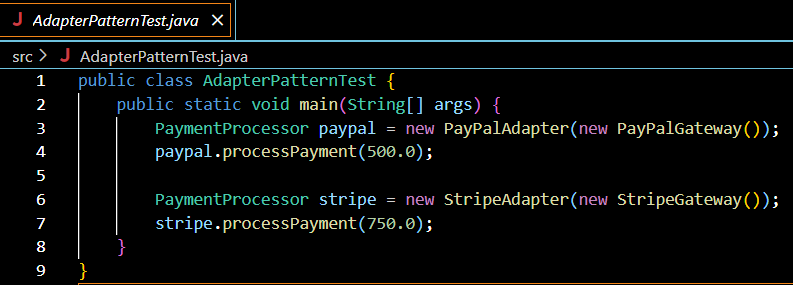 J AdapterPatternTest.java ×
src > J AdapterPatternTest.java
1 public class AdapterPatternTest {
2     public static void main(String[] args) {
3         PaymentProcessor paypal = new PayPalAdapter(new PayPalGateway());
4         paypal.processPayment(500.0);
5
6         PaymentProcessor stripe = new StripeAdapter(new StripeGateway());
7         stripe.processPayment(750.0);
8     }
9 }